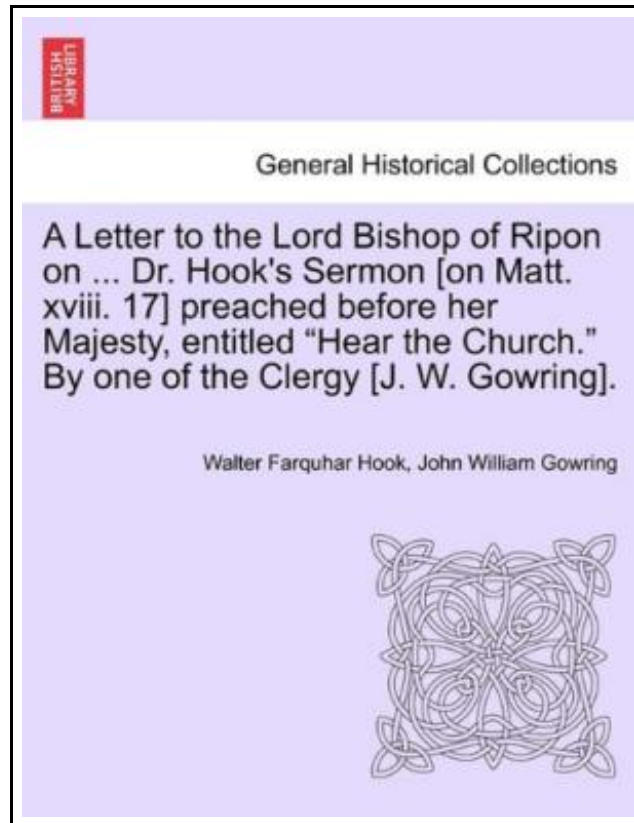 BRITISH
LIBRARY
General Historical Collections
A Letter to the Lord Bishop of Ripon
on ... Dr. Hook's Sermon [on Matt.
xviii. 17] preached before her
Majesty, entitled “Hear the Church.”
By one of the Clergy [J. W. Gowring].
Walter Farquhar Hook, John William Gowring